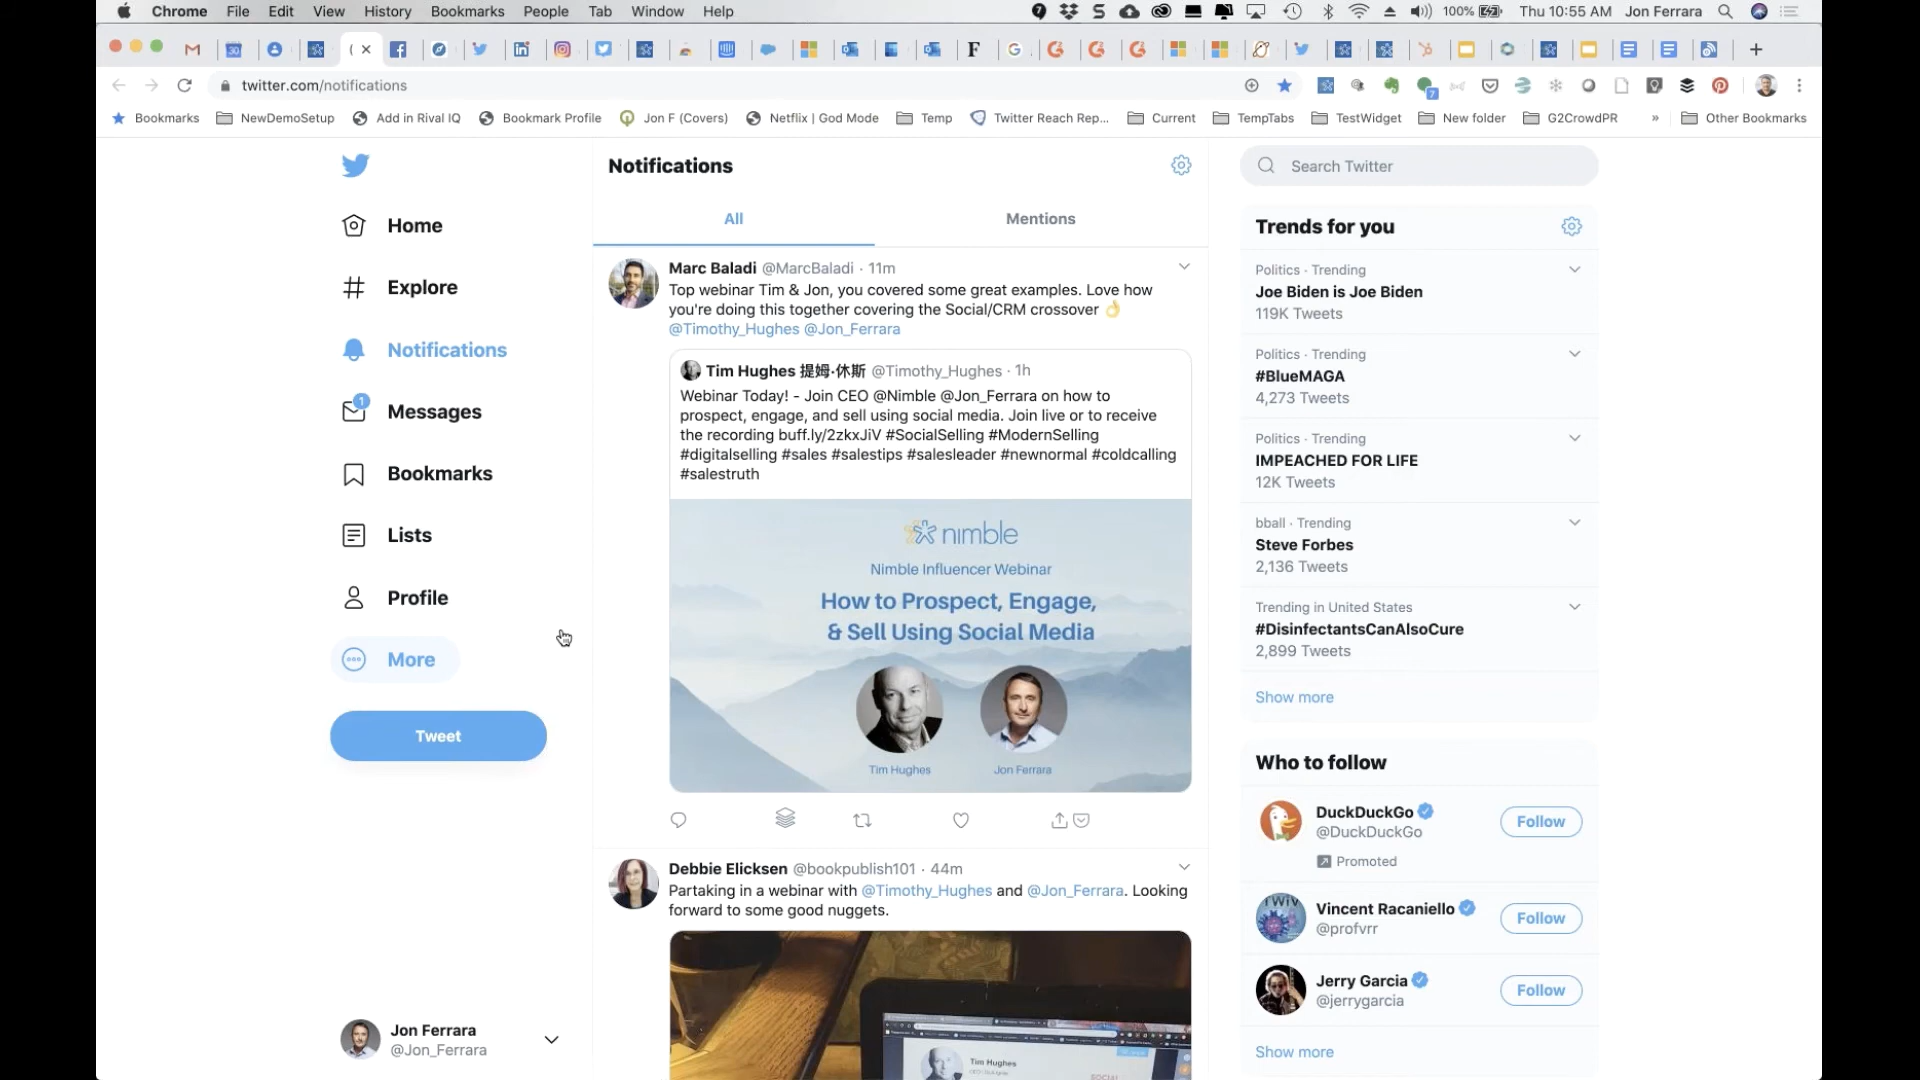 Chrome File Edit View History Bookmarks People Tab Window Help
100% Thu 10:55 AM Jon Ferrara
twitter.com/notifications
Bookmarks NewDemoSetup Add in Rival IQ Bookmark Profile Jon F (Covers) Netflix | God Mode Temp Twitter Reach Rep... Current TempTabs TestWidget New folder G2CrowdPR » Other Bookmarks
Home
Explore
Notifications
1
Messages
Bookmarks
Lists
Profile
More
Tweet
Jon Ferrara
@Jon_Ferrara
Notifications
All Mentions
Marc Baladi @MarcBaladi · 11m
Top webinar Tim & Jon, you covered some great examples. Love how
you're doing this together covering the Social/CRM crossover 👌
@Timothy_Hughes @Jon_Ferrara
Tim Hughes 提姆·休斯 @Timothy_Hughes · 1h
Webinar Today! - Join CEO @Nimble @Jon_Ferrara on how to
prospect, engage, and sell using social media. Join live or to receive
the recording buff.ly/2zkxJiV #SocialSelling #ModernSelling
#digitalselling #sales #salestips #salesleader #newnormal #coldcalling
#salestruth
nimble
Nimble Influencer Webinar
How to Prospect, Engage,
& Sell Using Social Media
Tim Hughes Jon Ferrara
Debbie Elicksen @bookpublish101 · 44m
Partaking in a webinar with @Timothy_Hughes and @Jon_Ferrara. Looking
forward to some good nuggets.
Tim Hughes
SOCIAL
Search Twitter
Trends for you
Politics · Trending
Joe Biden is Joe Biden
119K Tweets
Politics · Trending
#BlueMAGA
4,273 Tweets
Politics · Trending
IMPEACHED FOR LIFE
12K Tweets
bball · Trending
Steve Forbes
2,136 Tweets
Trending in United States
#DisinfectantsCanAlsoCure
2,899 Tweets
Show more
Who to follow
DuckDuckGo
@DuckDuckGo
Follow
Promoted
TWiV
Vincent Racaniello
@profvrr
Follow
Jerry Garcia
@jerrygarcia
Follow
Show more